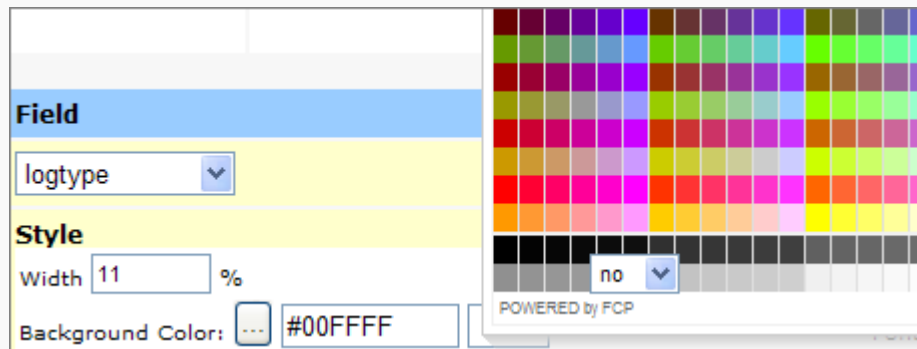 Field
logtype
Style
Width 11 %
no
POWERED by FCP
Background Color: ... #00FFFF